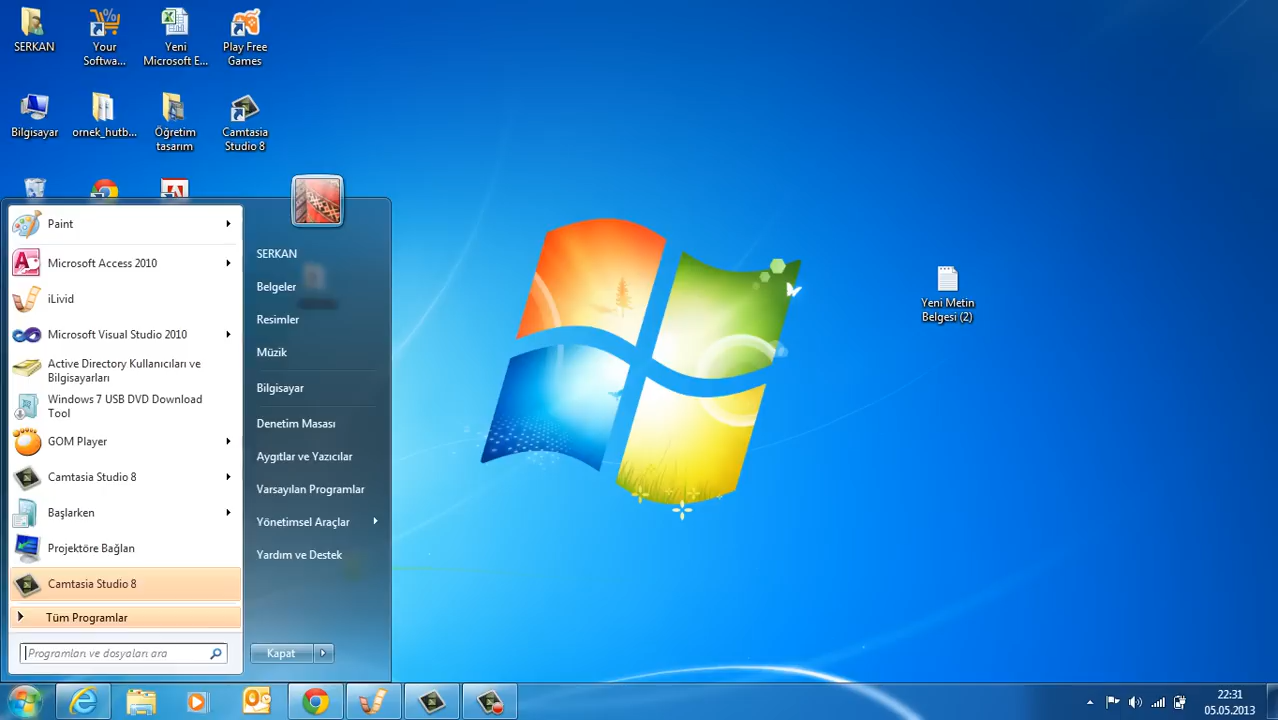 SERKAN
Your
Softwa...
Yeni
Microsoft E...
Play Free
Games
Bilgisayar
ornek_hutb...
Öğretim
tasarım
Camtasia
Studio 8
Paint
Microsoft Access 2010
iLivid
Microsoft Visual Studio 2010
Active Directory Kullanıcıları ve
Bilgisayarları
Windows 7 USB DVD Download
Tool
GOM Player
Camtasia Studio 8
Başlarken
Projektöre Bağlan
Camtasia Studio 8
Tüm Programlar
Programları ve dosyaları ara
SERKAN
Belgeler
Resimler
Müzik
Bilgisayar
Denetim Masası
Aygıtlar ve Yazıcılar
Varsayılan Programlar
Yönetimsel Araçlar
Yardım ve Destek
Kapat
Yeni Metin
Belgesi (2)
22:31
05.05.2013